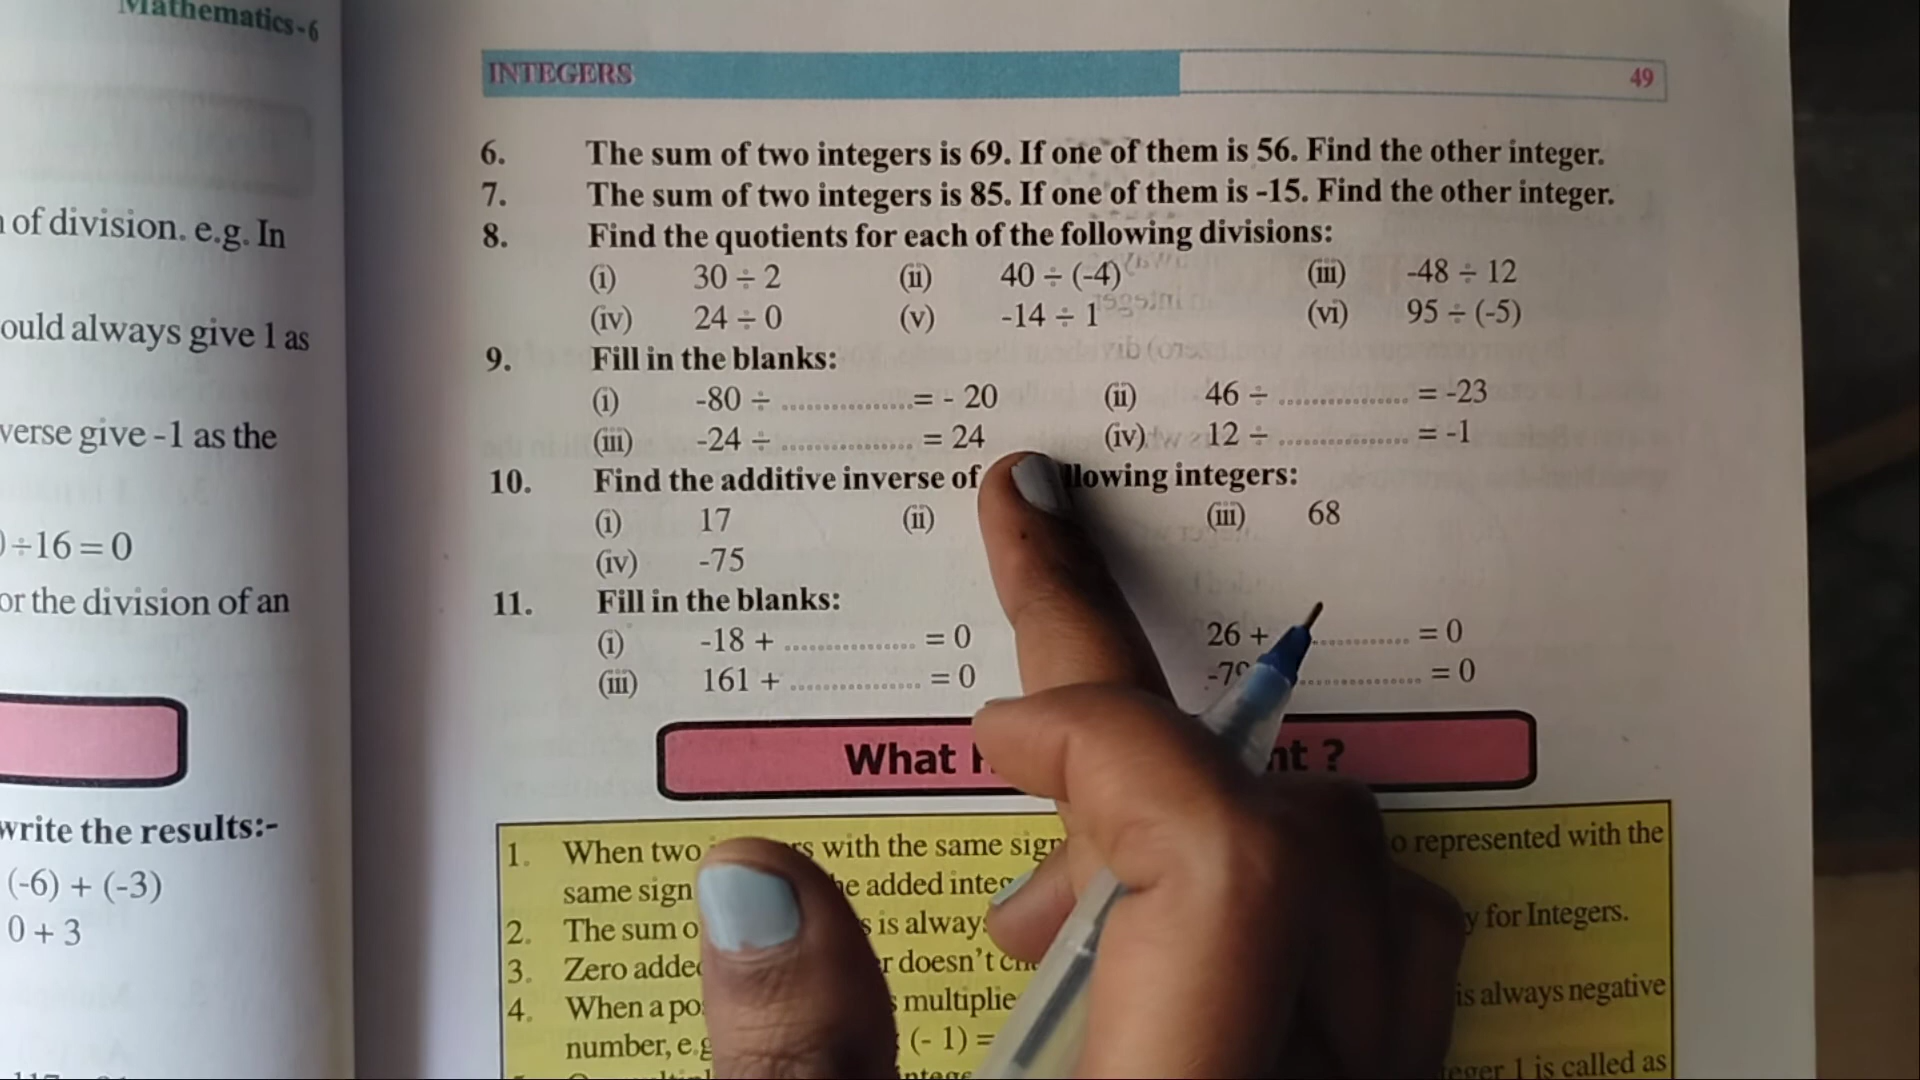 Mathematics-6
of division. e.g. In
ould always give 1 as
verse give -1 as the
÷16 = 0
or the division of an
write the results:-
(-6) + (-3)
0 + 3
INTEGERS 49
6. The sum of two integers is 69. If one of them is 56. Find the other integer.
7. The sum of two integers is 85. If one of them is -15. Find the other integer.
8. Find the quotients for each of the following divisions:
(i) 30 ÷ 2 (ii) 40 ÷ (-4) (iii) -48 ÷ 12
(iv) 24 ÷ 0 (v) -14 ÷ 1 (vi) 95 ÷ (-5)
9. Fill in the blanks:
(i) -80 ÷ ................= - 20 (ii) 46 ÷ ................ = -23
(iii) -24 ÷ ................ = 24 (iv) 12 ÷ ................ = -1
10. Find the additive inverse of llowing integers:
(i) 17 (ii) (iii) 68
(iv) -75
11. Fill in the blanks:
(i) -18 + ................ = 0 26 + ............ = 0
(iii) 161 + ................ = 0 -79 ............... = 0
What nt ?
1. When two rs with the same sign o represented with the
same sign he added integ
2. The sum o s is always y for Integers.
3. Zero added r doesn't
4. When a po multiplie is always negative
number, e.g (- 1) =
teger 1 is called as